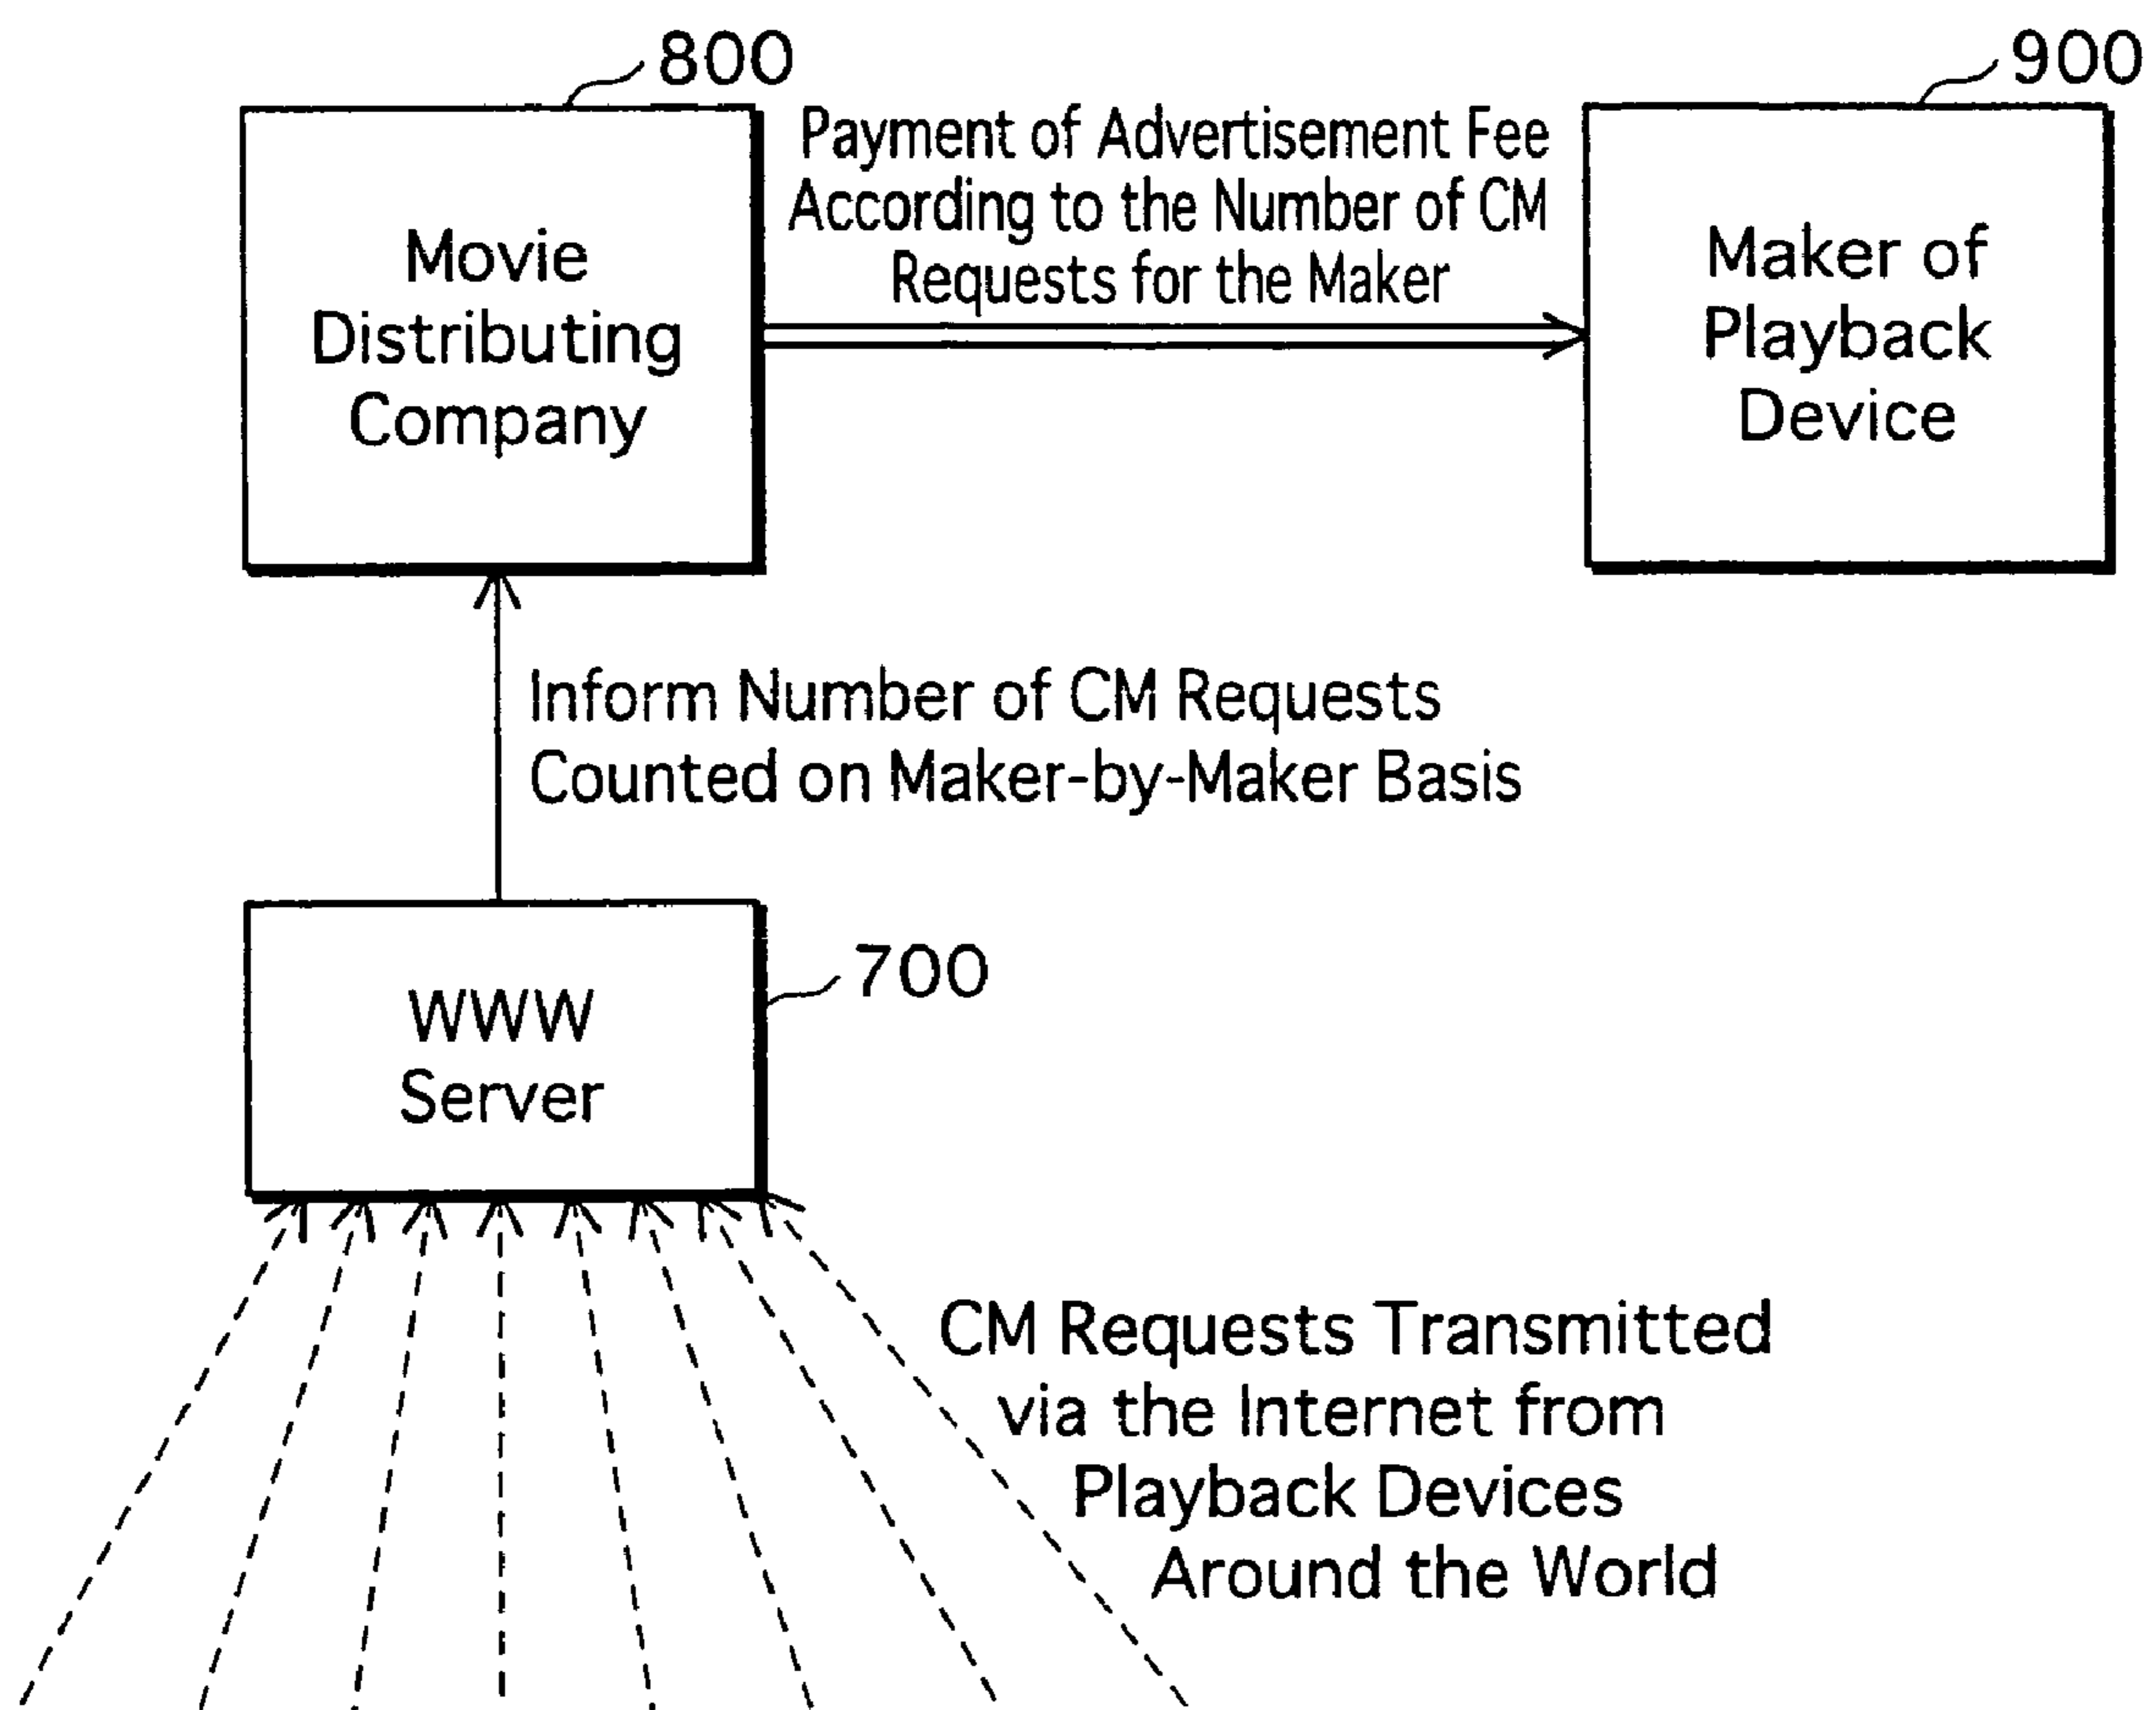 800
900
Movie
Distributing
Company
Payment of Advertisement Fee
According to the Number of CM
Requests for the Maker
Maker of
Playback
Device
Inform Number of CM Requests
Counted on Maker-by-Maker Basis
WWW
Server
700
CM Requests Transmitted
via the Internet from
Playback Devices
Around the World